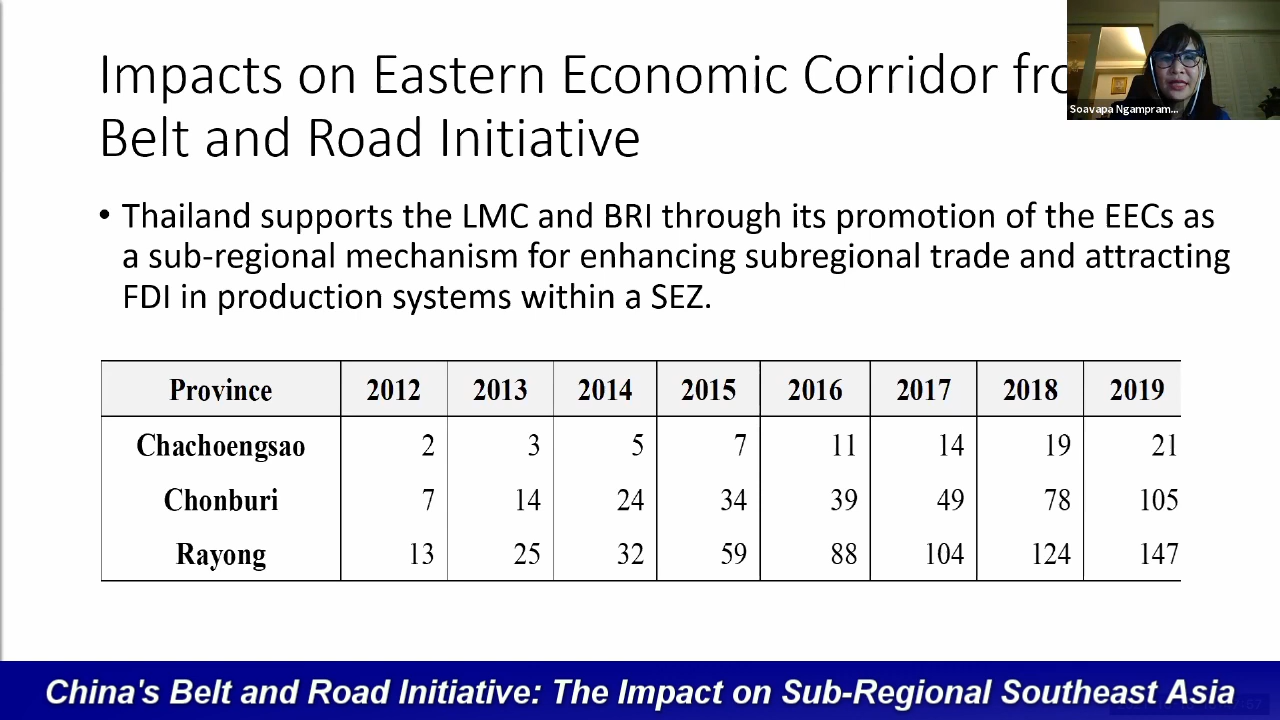 Impacts on Eastern Economic Corridor fro
Belt and Road Initiative
Soavapa Ngampram...
• Thailand supports the LMC and BRI through its promotion of the EECs as
a sub-regional mechanism for enhancing subregional trade and attracting
FDI in production systems within a SEZ.
Province 2012 2013 2014 2015 2016 2017 2018 2019
Chachoengsao 2 3 5 7 11 14 19 21
Chonburi 7 14 24 34 39 49 78 105
Rayong 13 25 32 59 88 104 124 147
China's Belt and Road Initiative: The Impact on Sub-Regional Southeast Asia